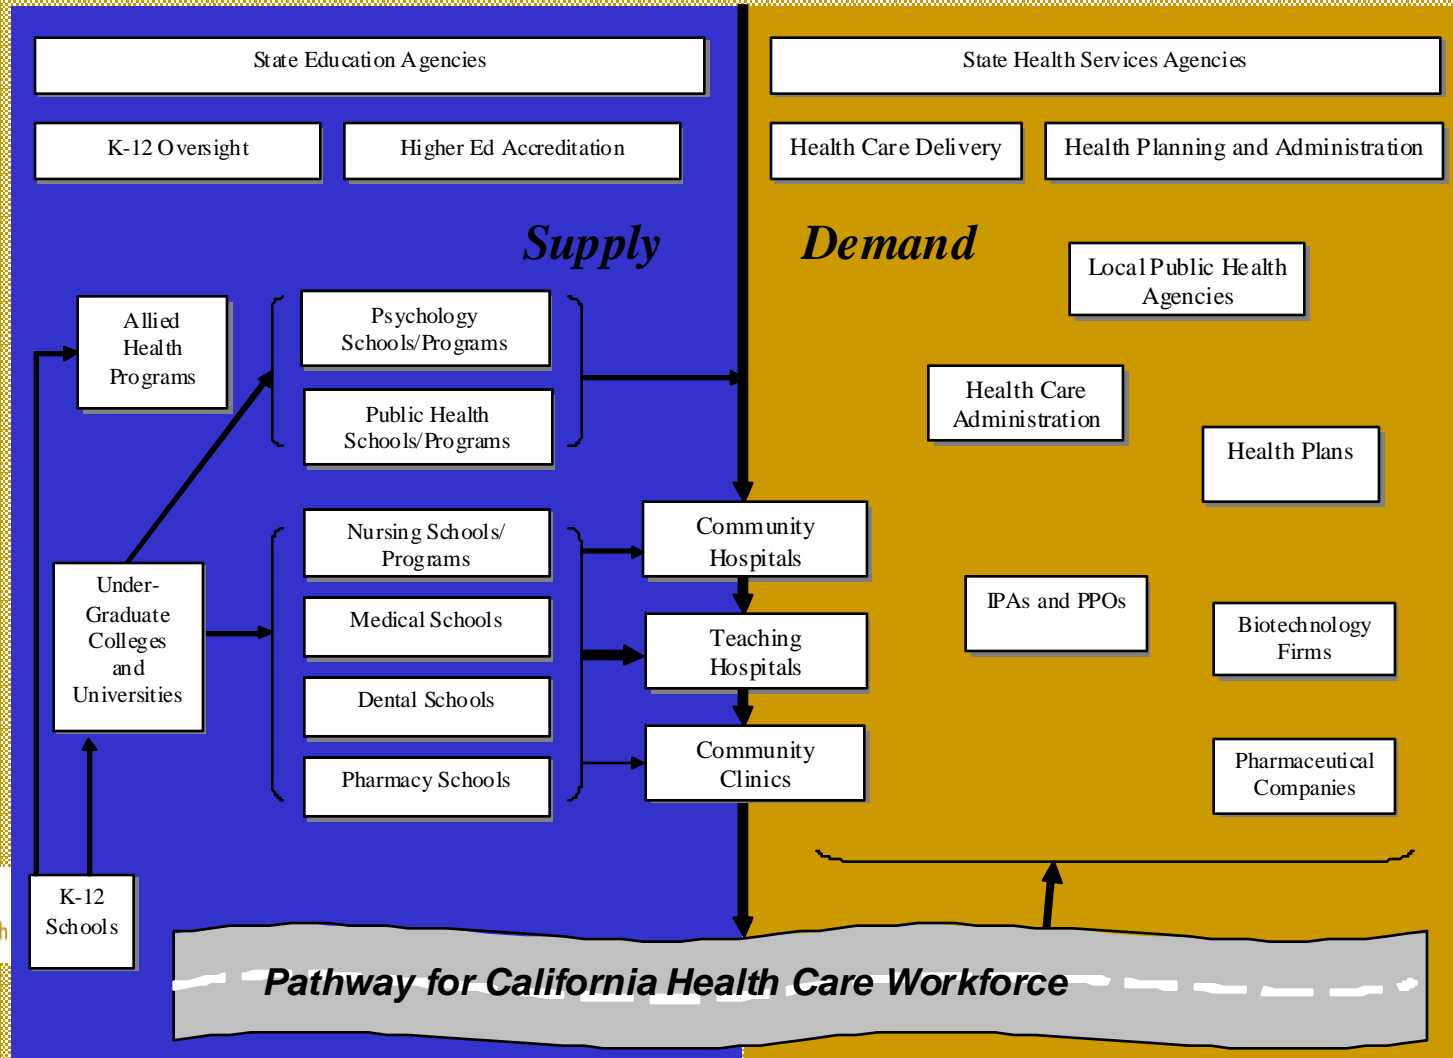 State Education Agencies
State Health Services Agencies
K-12 Oversight
Higher Ed Accreditation
Health Care Delivery
Health Planning and Administration
Supply
Demand
Local Public Health
Agencies
Allied
Health
Programs
Psychology
Schools/Programs
Public Health
Schools/Programs
Health Care
Administration
Health Plans
Nursing Schools/
Programs
Medical Schools
Dental Schools
Pharmacy Schools
Community
Hospitals
Teaching
Hospitals
Community
Clinics
Under-
Graduate
Colleges
and
Universities
IPAs and PPOs
Biotechnology
Firms
Pharmaceutical
Companies
K-12
Schools
h
Pathway for California Health Care Workforce